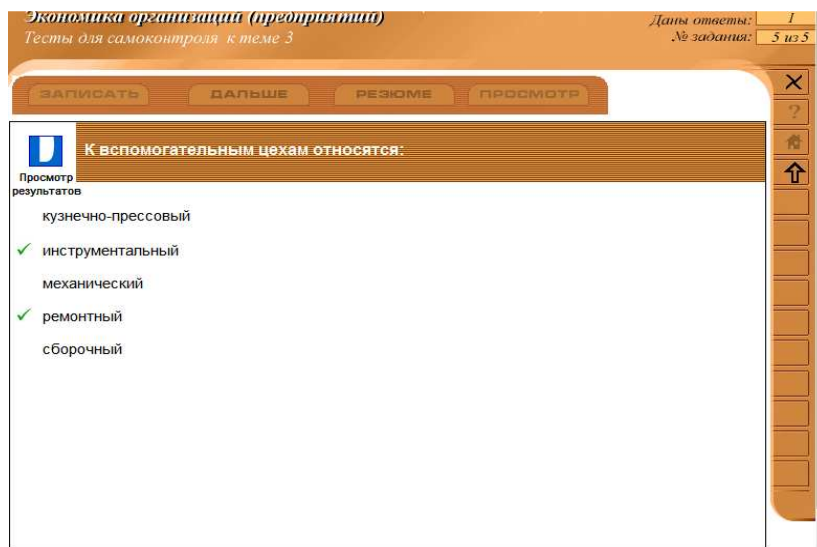 Экономика организаций (предприятий)
Тесты для самоконтроля к теме 3
Даны ответы: 1
№ задания: 5 из 5
ЗАПИСАТЬ ДАЛЬШЕ РЕЗЮМЕ ПРОСМОТР
?
К вспомогательным цехам относятся:
Просмотр
результатов
кузнечно-прессовый
инструментальный
механический
ремонтный
сборочный